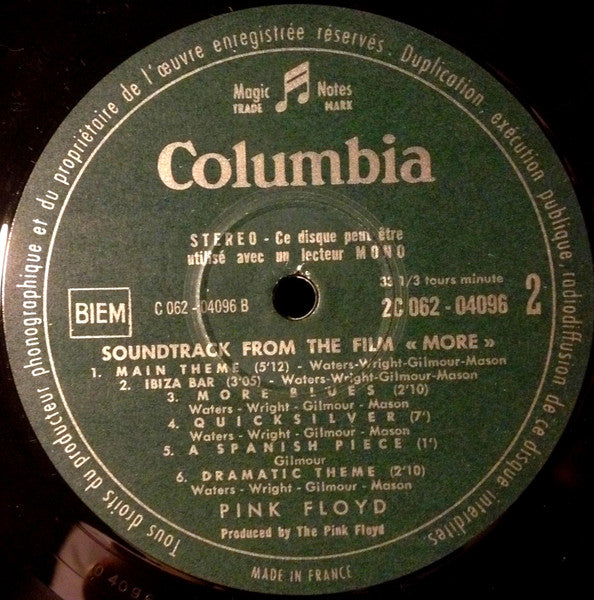 Tous droits du producteur phonographique et du propriétaire de l'œuvre enregistrée réservés. Duplication, exécution publique, radiodiffusion de ce disque interdites.
Magic Notes
TRADE MARK
Columbia
STEREO - Ce disque peut être
utilisé avec un lecteur MONO
33 1/3 tours minute
BIEM
C 062 - 04096 B
2C 062 - 04096
2
SOUNDTRACK FROM THE FILM « MORE »
1. MAIN THEME (5'12) - Waters-Wright-Gilmour-Mason
2. IBIZA BAR (3'05) - Waters-Wright-Gilmour-Mason
3. MORE BLUES (2'10)
Waters - Wright - Gilmour - Mason
4. QUICKSILVER (7')
Waters - Wright - Gilmour - Mason
5. A SPANISH PIECE (1')
Gilmour
6. DRAMATIC THEME (2'10)
Waters - Wright - Gilmour - Mason
PINK FLOYD
Produced by The Pink Floyd
MADE IN FRANCE